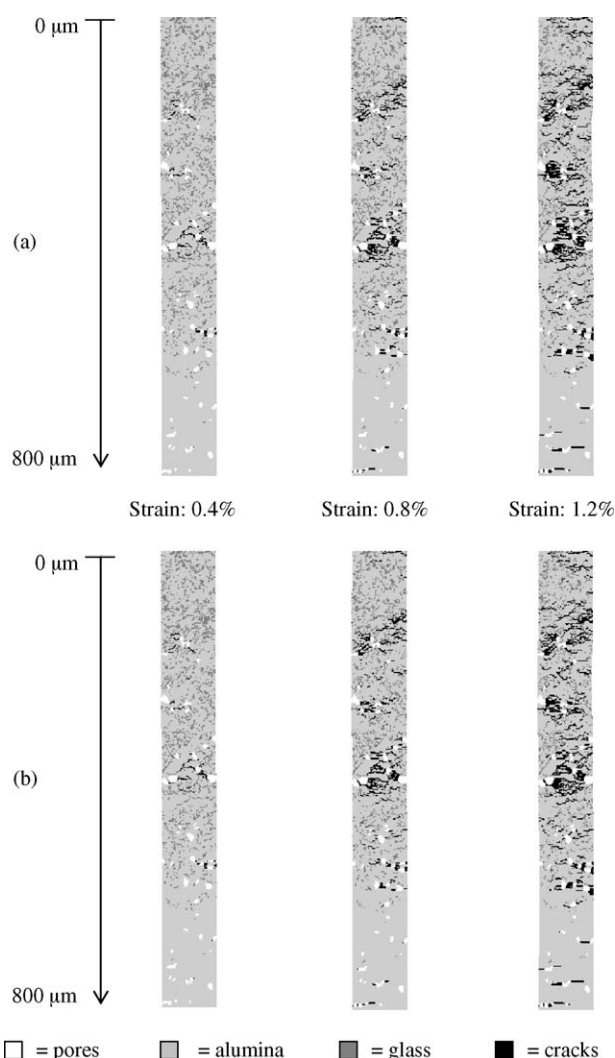 0 µm
(a)
800 µm
Strain: 0.4% Strain: 0.8% Strain: 1.2%
0 µm
(b)
800 µm
= pores = alumina = glass = cracks